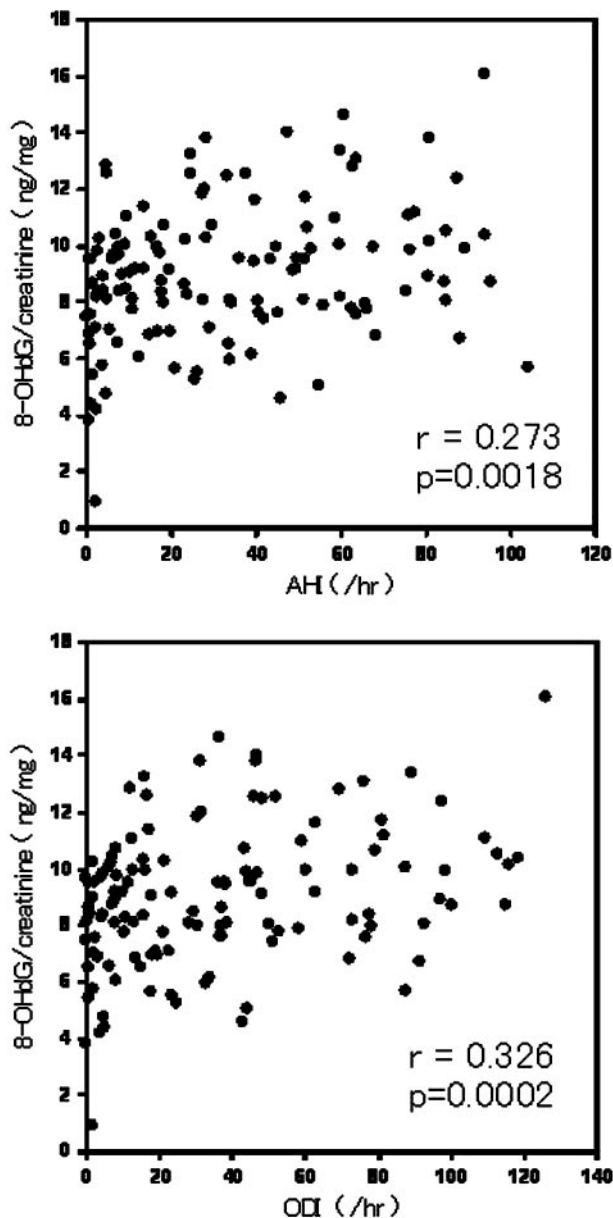 18
16
14
12
10
8
6
4
2
0
8-OHdG/creatinine (ng/mg)
r = 0.273
p=0.0018
0 20 40 60 80 100 120
AHI (/hr)
18
16
14
12
10
8
6
4
2
0
8-OHdG/creatinine (ng/mg)
r = 0.326
p=0.0002
0 20 40 60 80 100 120 140
ODI (/hr)